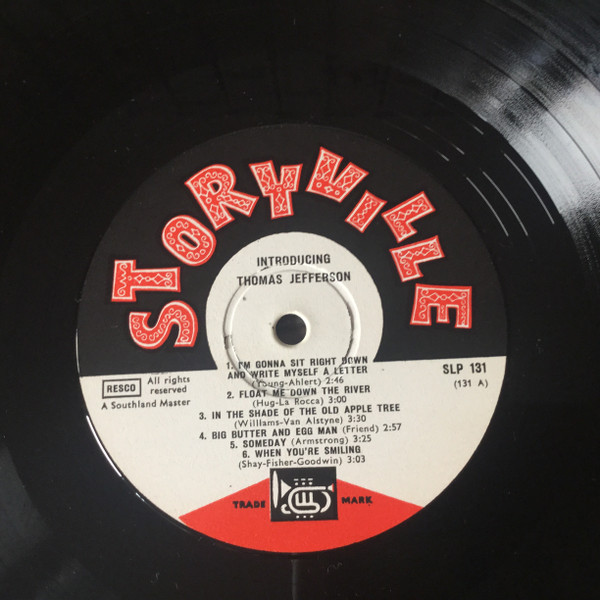 STORYVILLE
INTRODUCING
THOMAS JEFFERSON
RESCO
All rights
reserved
A Southland Master
SLP 131
(131 A)
1. I'M GONNA SIT RIGHT DOWN
AND WRITE MYSELF A LETTER
(Young-Ahlert) 2:46
2. FLOAT ME DOWN THE RIVER
(Hug-La Rocca) 3:00
3. IN THE SHADE OF THE OLD APPLE TREE
(Williams-Van Alstyne) 3:30
4. BIG BUTTER AND EGG MAN (Friend) 2:57
5. SOMEDAY (Armstrong) 3:25
6. WHEN YOU'RE SMILING
(Shay-Fisher-Goodwin) 3:03
TRADE MARK